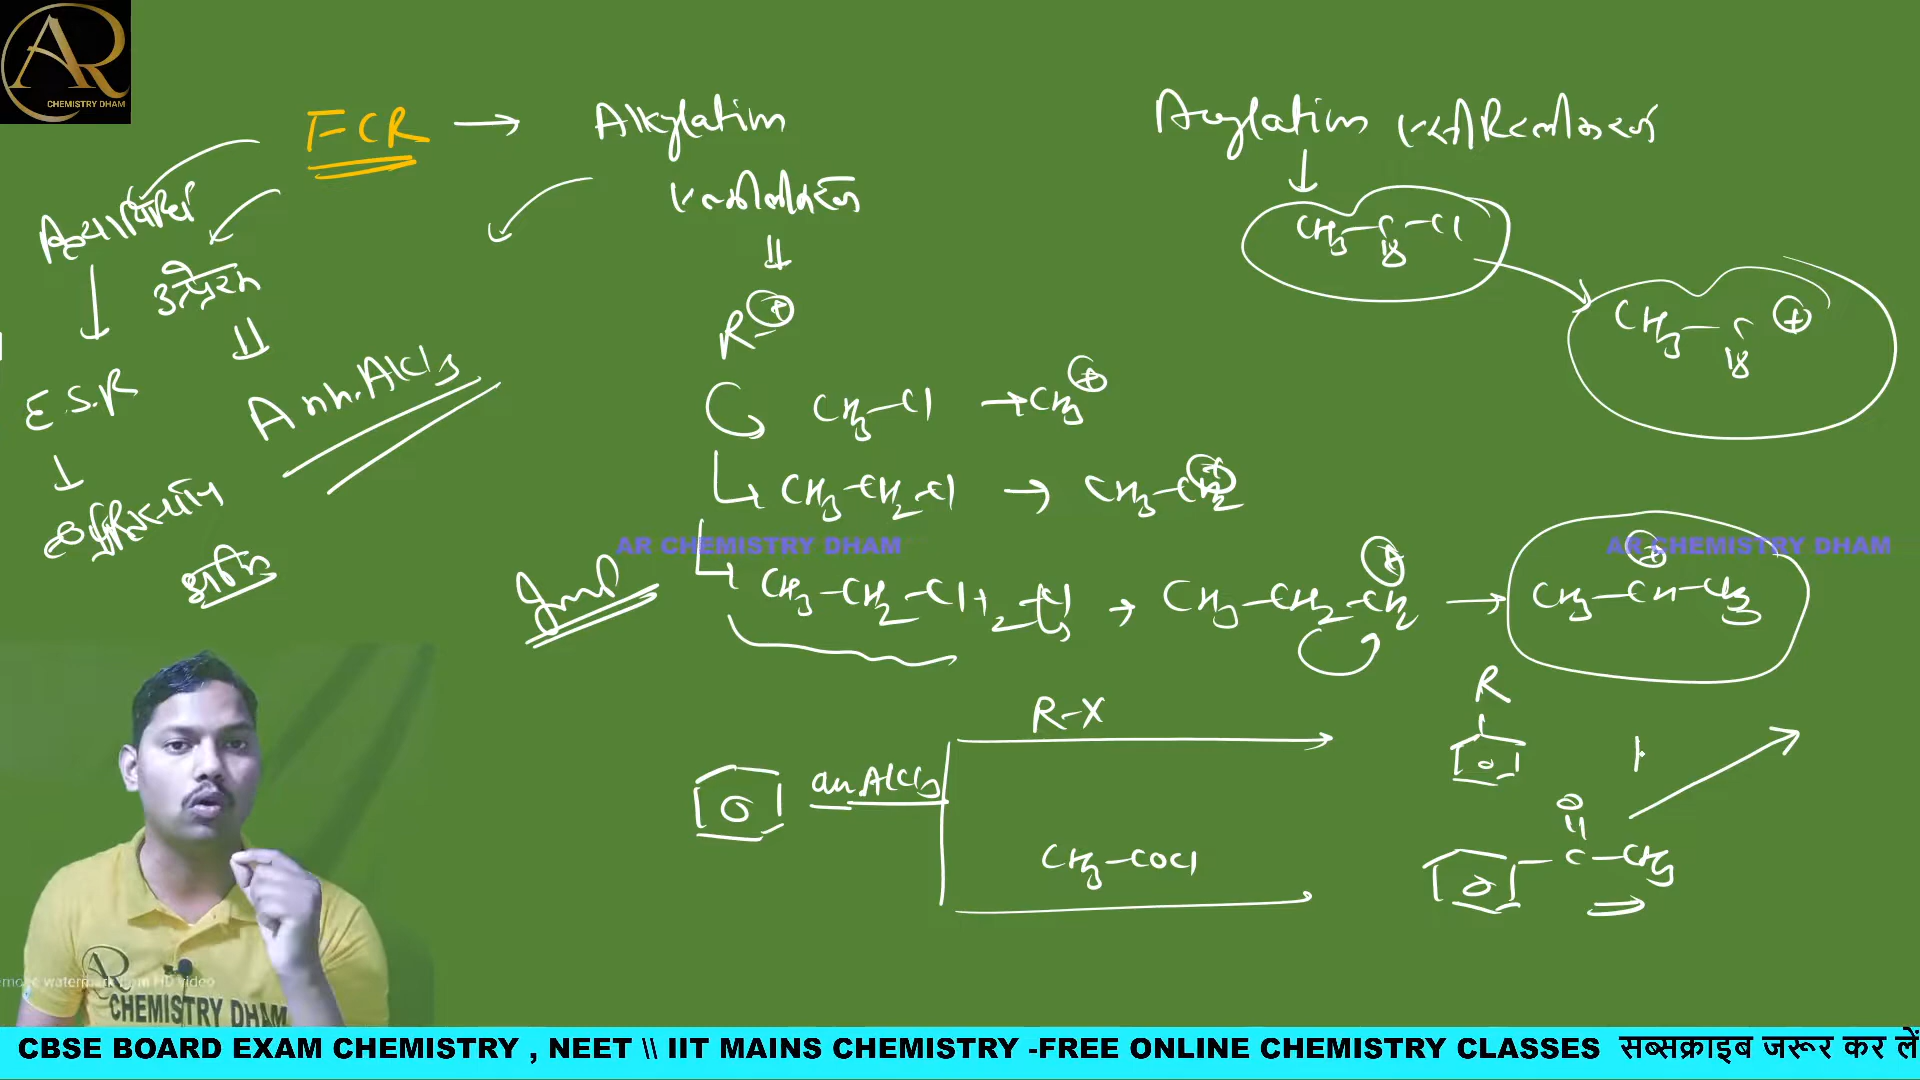 AR
CHEMISTRY DHAM
FCR → Alkylation
Acylation
CH3-C-Cl
CH3-C ⊕
R⊕
Anh. AlCl3
E.S.R
CH3-Cl → CH3⊕
CH3-CH2-Cl → CH3-CH2⊕
AR CHEMISTRY DHAM
AR CHEMISTRY DHAM
Imp
CH3-CH2-CH2-Cl → CH3-CH2-CH2⊕ → CH3-CH⊕-CH3
R-X
R
an AlCl3
CH3-COCl
O
C-CH3
CHEMISTRY DHAM
CBSE BOARD EXAM CHEMISTRY , NEET \\ IIT MAINS CHEMISTRY -FREE ONLINE CHEMISTRY CLASSES सब्सक्राइब जरूर कर लें